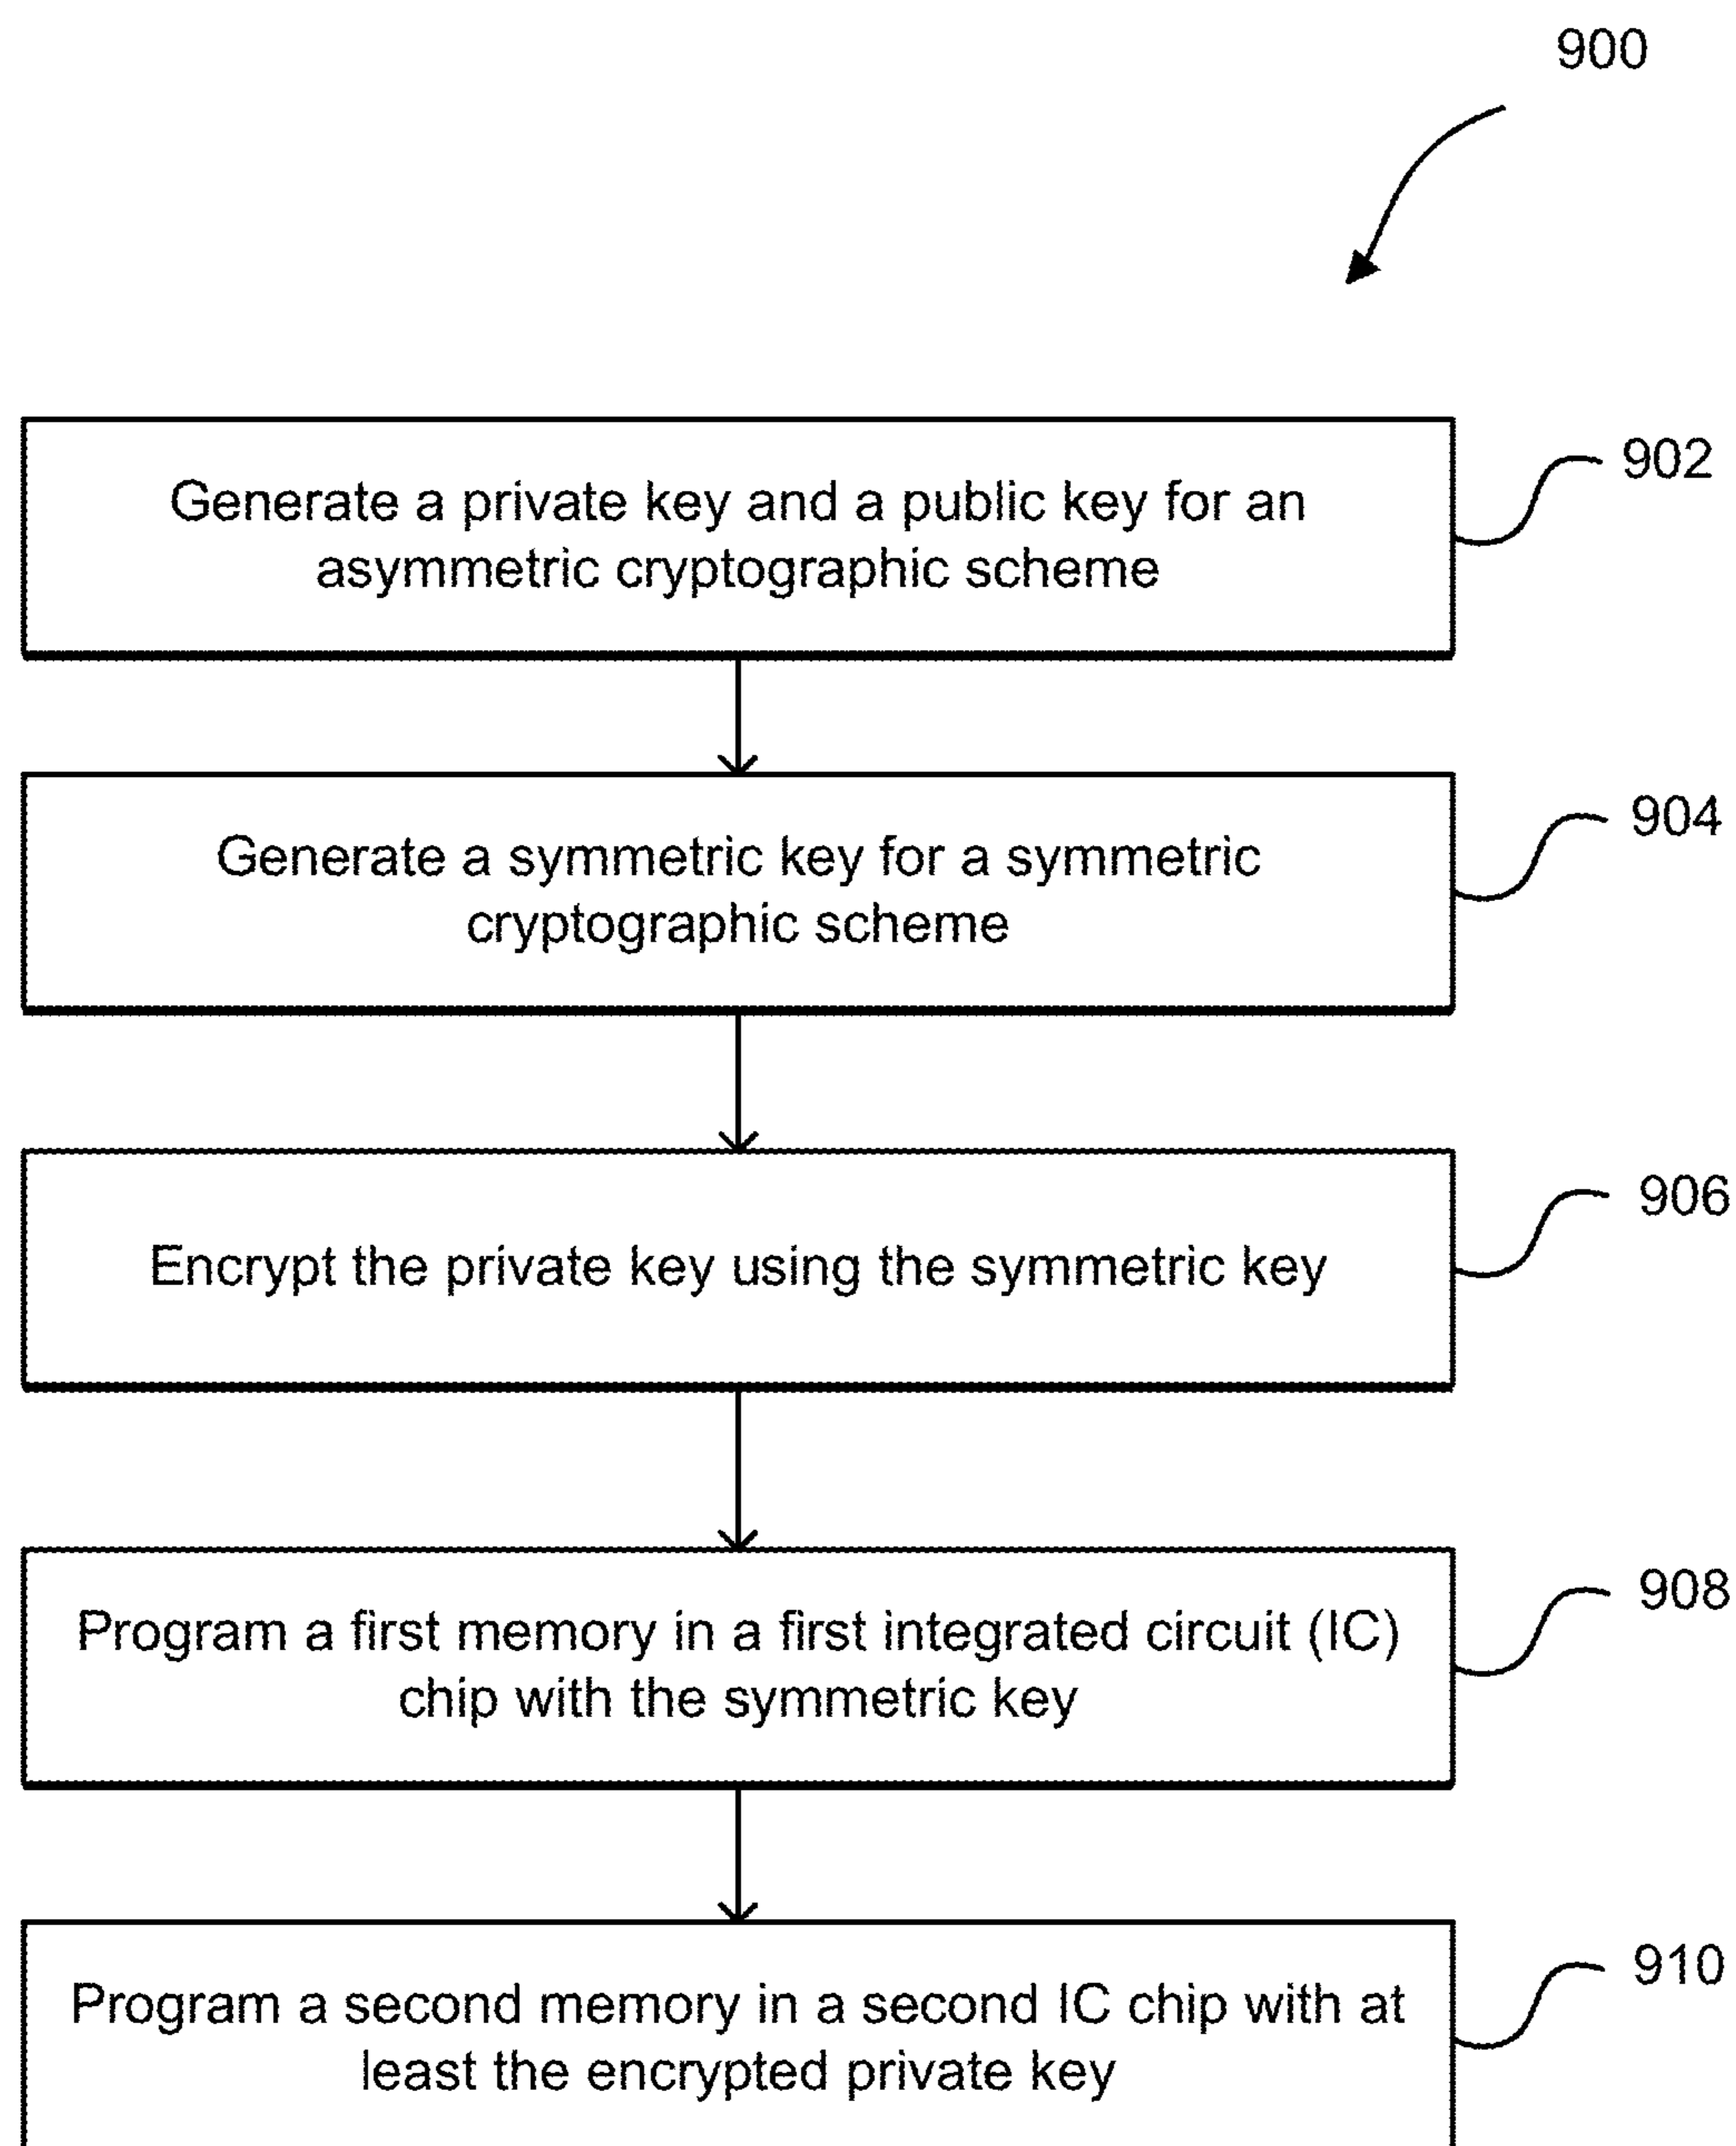 900
Generate a private key and a public key for an
asymmetric cryptographic scheme
902
Generate a symmetric key for a symmetric
cryptographic scheme
904
Encrypt the private key using the symmetric key
906
Program a first memory in a first integrated circuit (IC)
chip with the symmetric key
908
Program a second memory in a second IC chip with at
least the encrypted private key
910